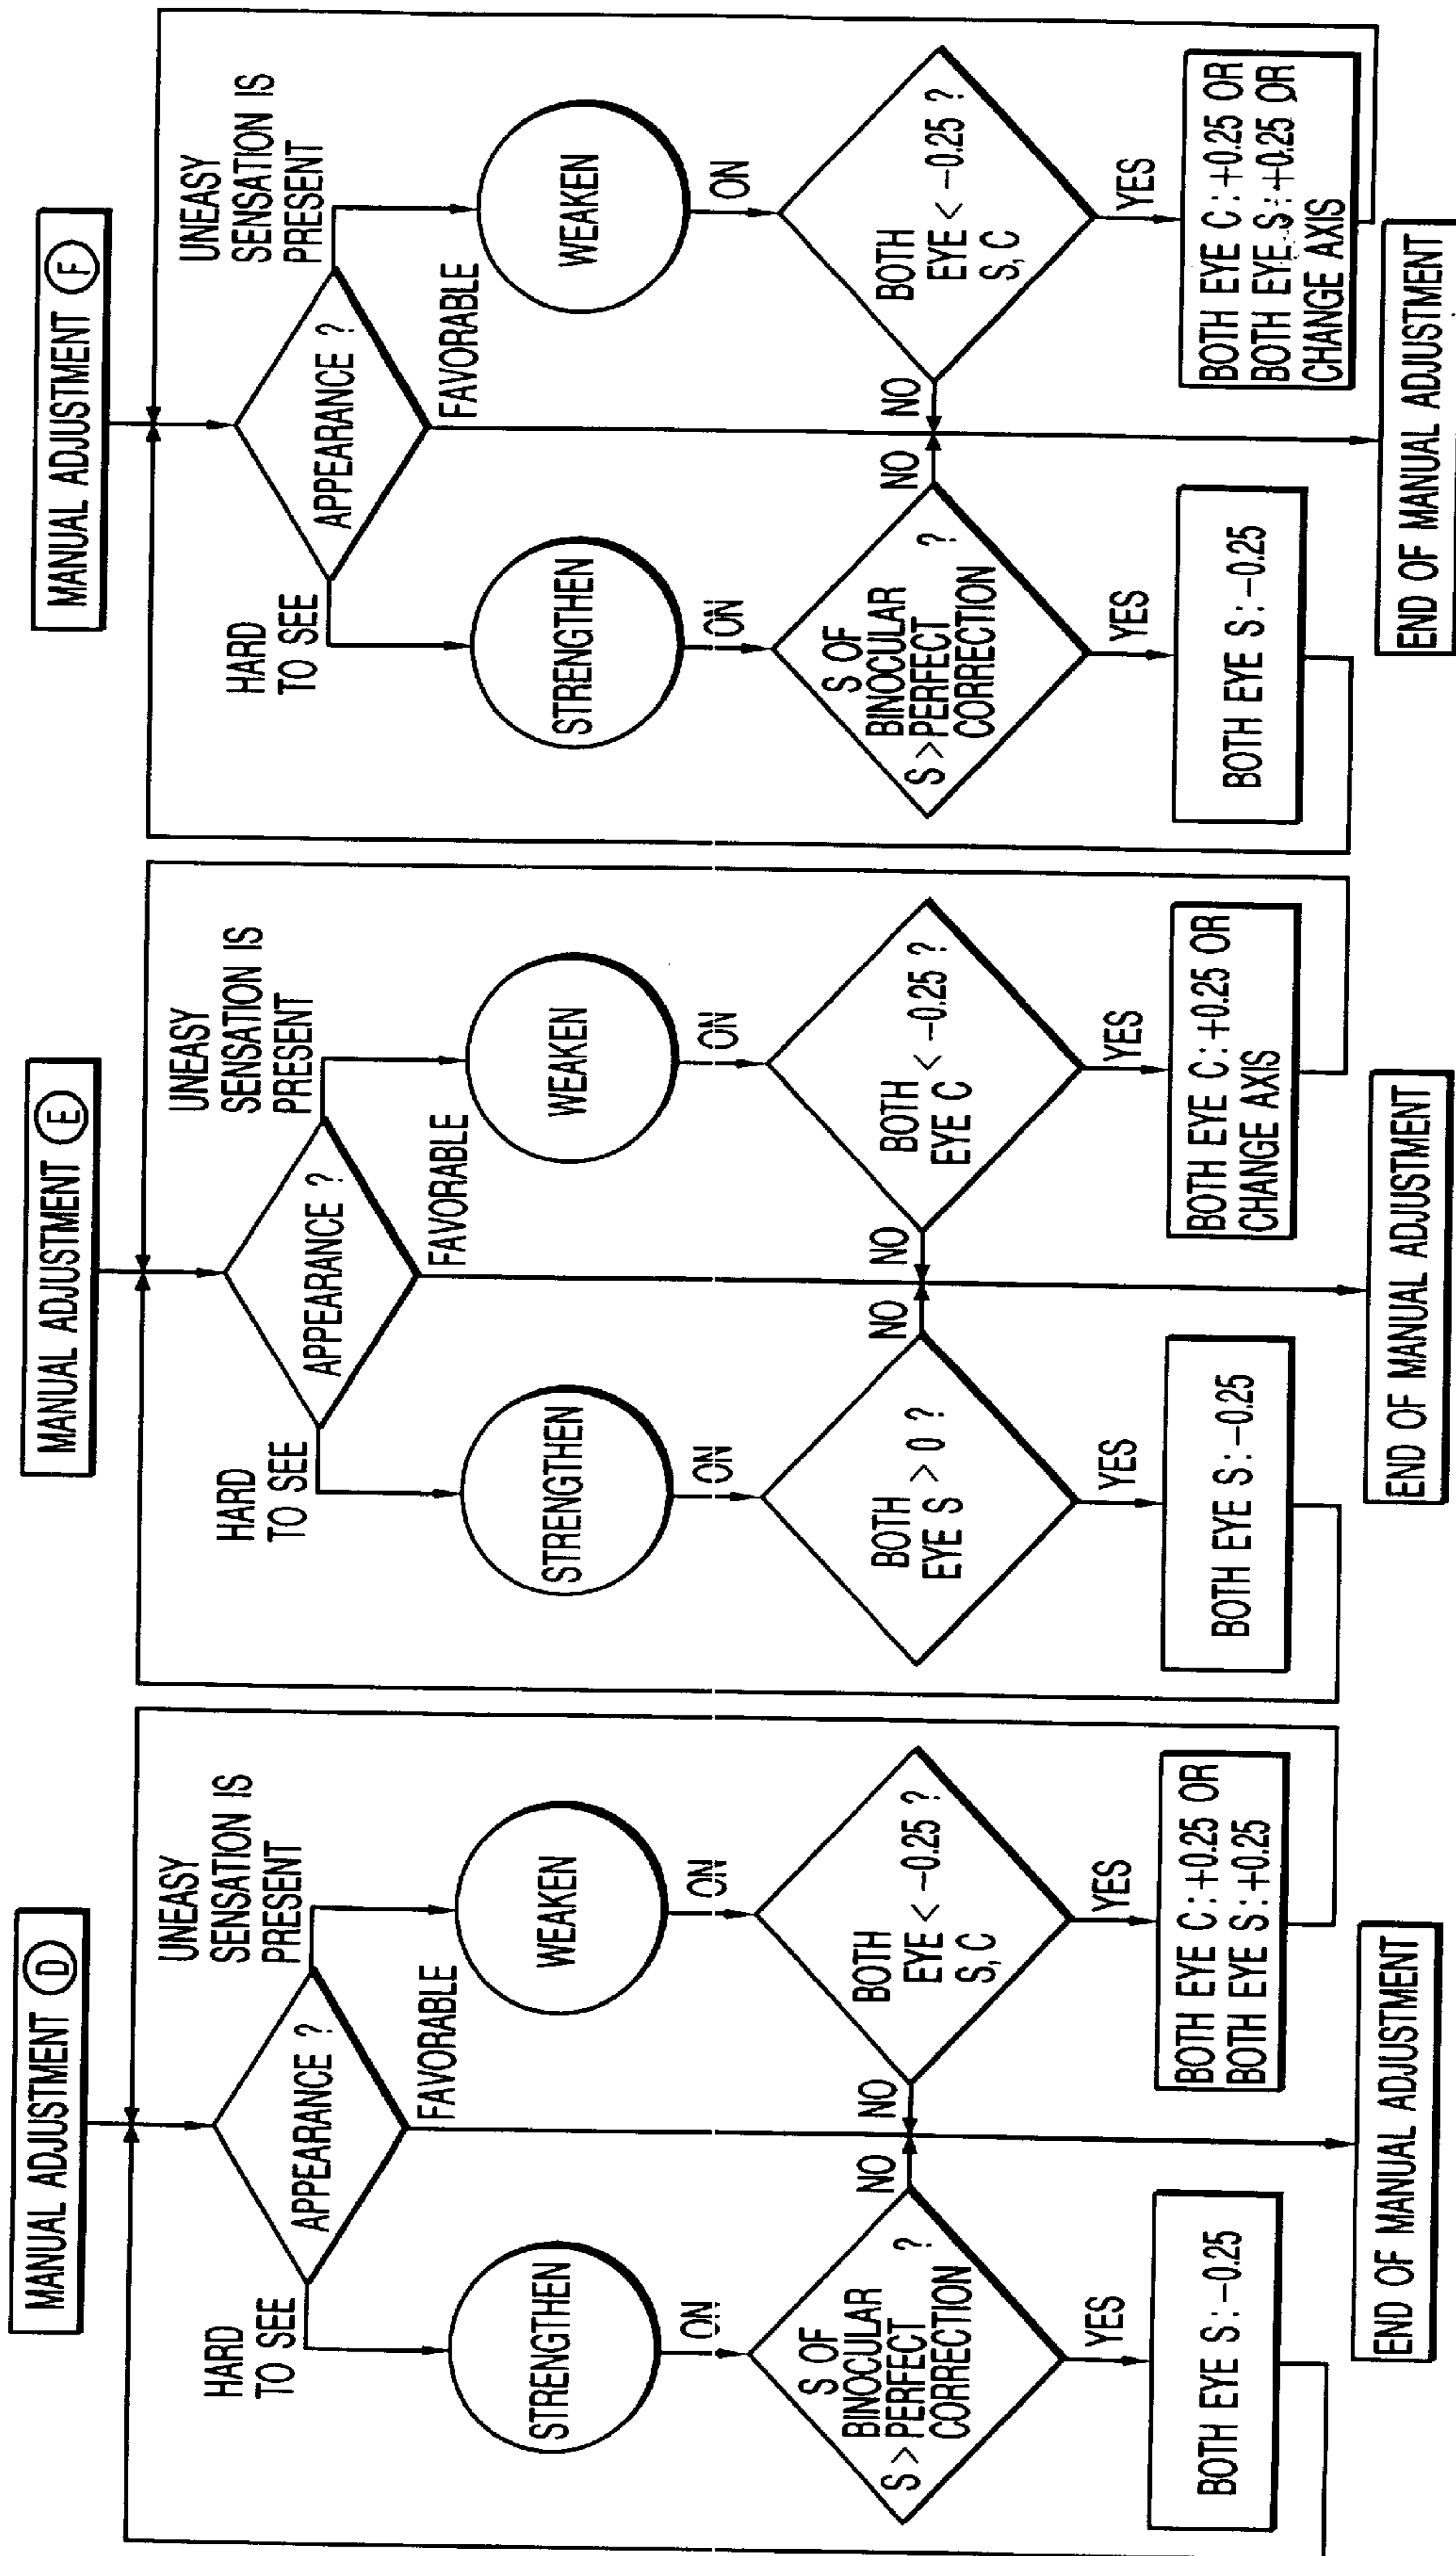 MANUAL ADJUSTMENT D
APPEARANCE ?
HARD
TO SEE
UNEASY
SENSATION IS
PRESENT
FAVORABLE
STRENGTHEN
WEAKEN
ON
ON
S OF
BINOCULAR
S > PERFECT ?
CORRECTION
NO
NO
BOTH
EYE < -0.25 ?
S, C
YES
YES
BOTH EYE S : -0.25
BOTH EYE C : +0.25 OR
BOTH EYE S : +0.25
END OF MANUAL ADJUSTMENT
MANUAL ADJUSTMENT E
APPEARANCE ?
HARD
TO SEE
UNEASY
SENSATION IS
PRESENT
FAVORABLE
STRENGTHEN
WEAKEN
ON
ON
BOTH
EYE S > 0 ?
NO
NO
BOTH
EYE C < -0.25 ?
YES
YES
BOTH EYE S : -0.25
BOTH EYE C : +0.25 OR
CHANGE AXIS
END OF MANUAL ADJUSTMENT
MANUAL ADJUSTMENT F
APPEARANCE ?
HARD
TO SEE
UNEASY
SENSATION IS
PRESENT
FAVORABLE
STRENGTHEN
WEAKEN
ON
ON
S OF
BINOCULAR
S > PERFECT ?
CORRECTION
NO
NO
BOTH
EYE < -0.25 ?
S, C
YES
YES
BOTH EYE S : -0.25
BOTH EYE C : +0.25 OR
BOTH EYE S : +0.25 OR
CHANGE AXIS
END OF MANUAL ADJUSTMENT